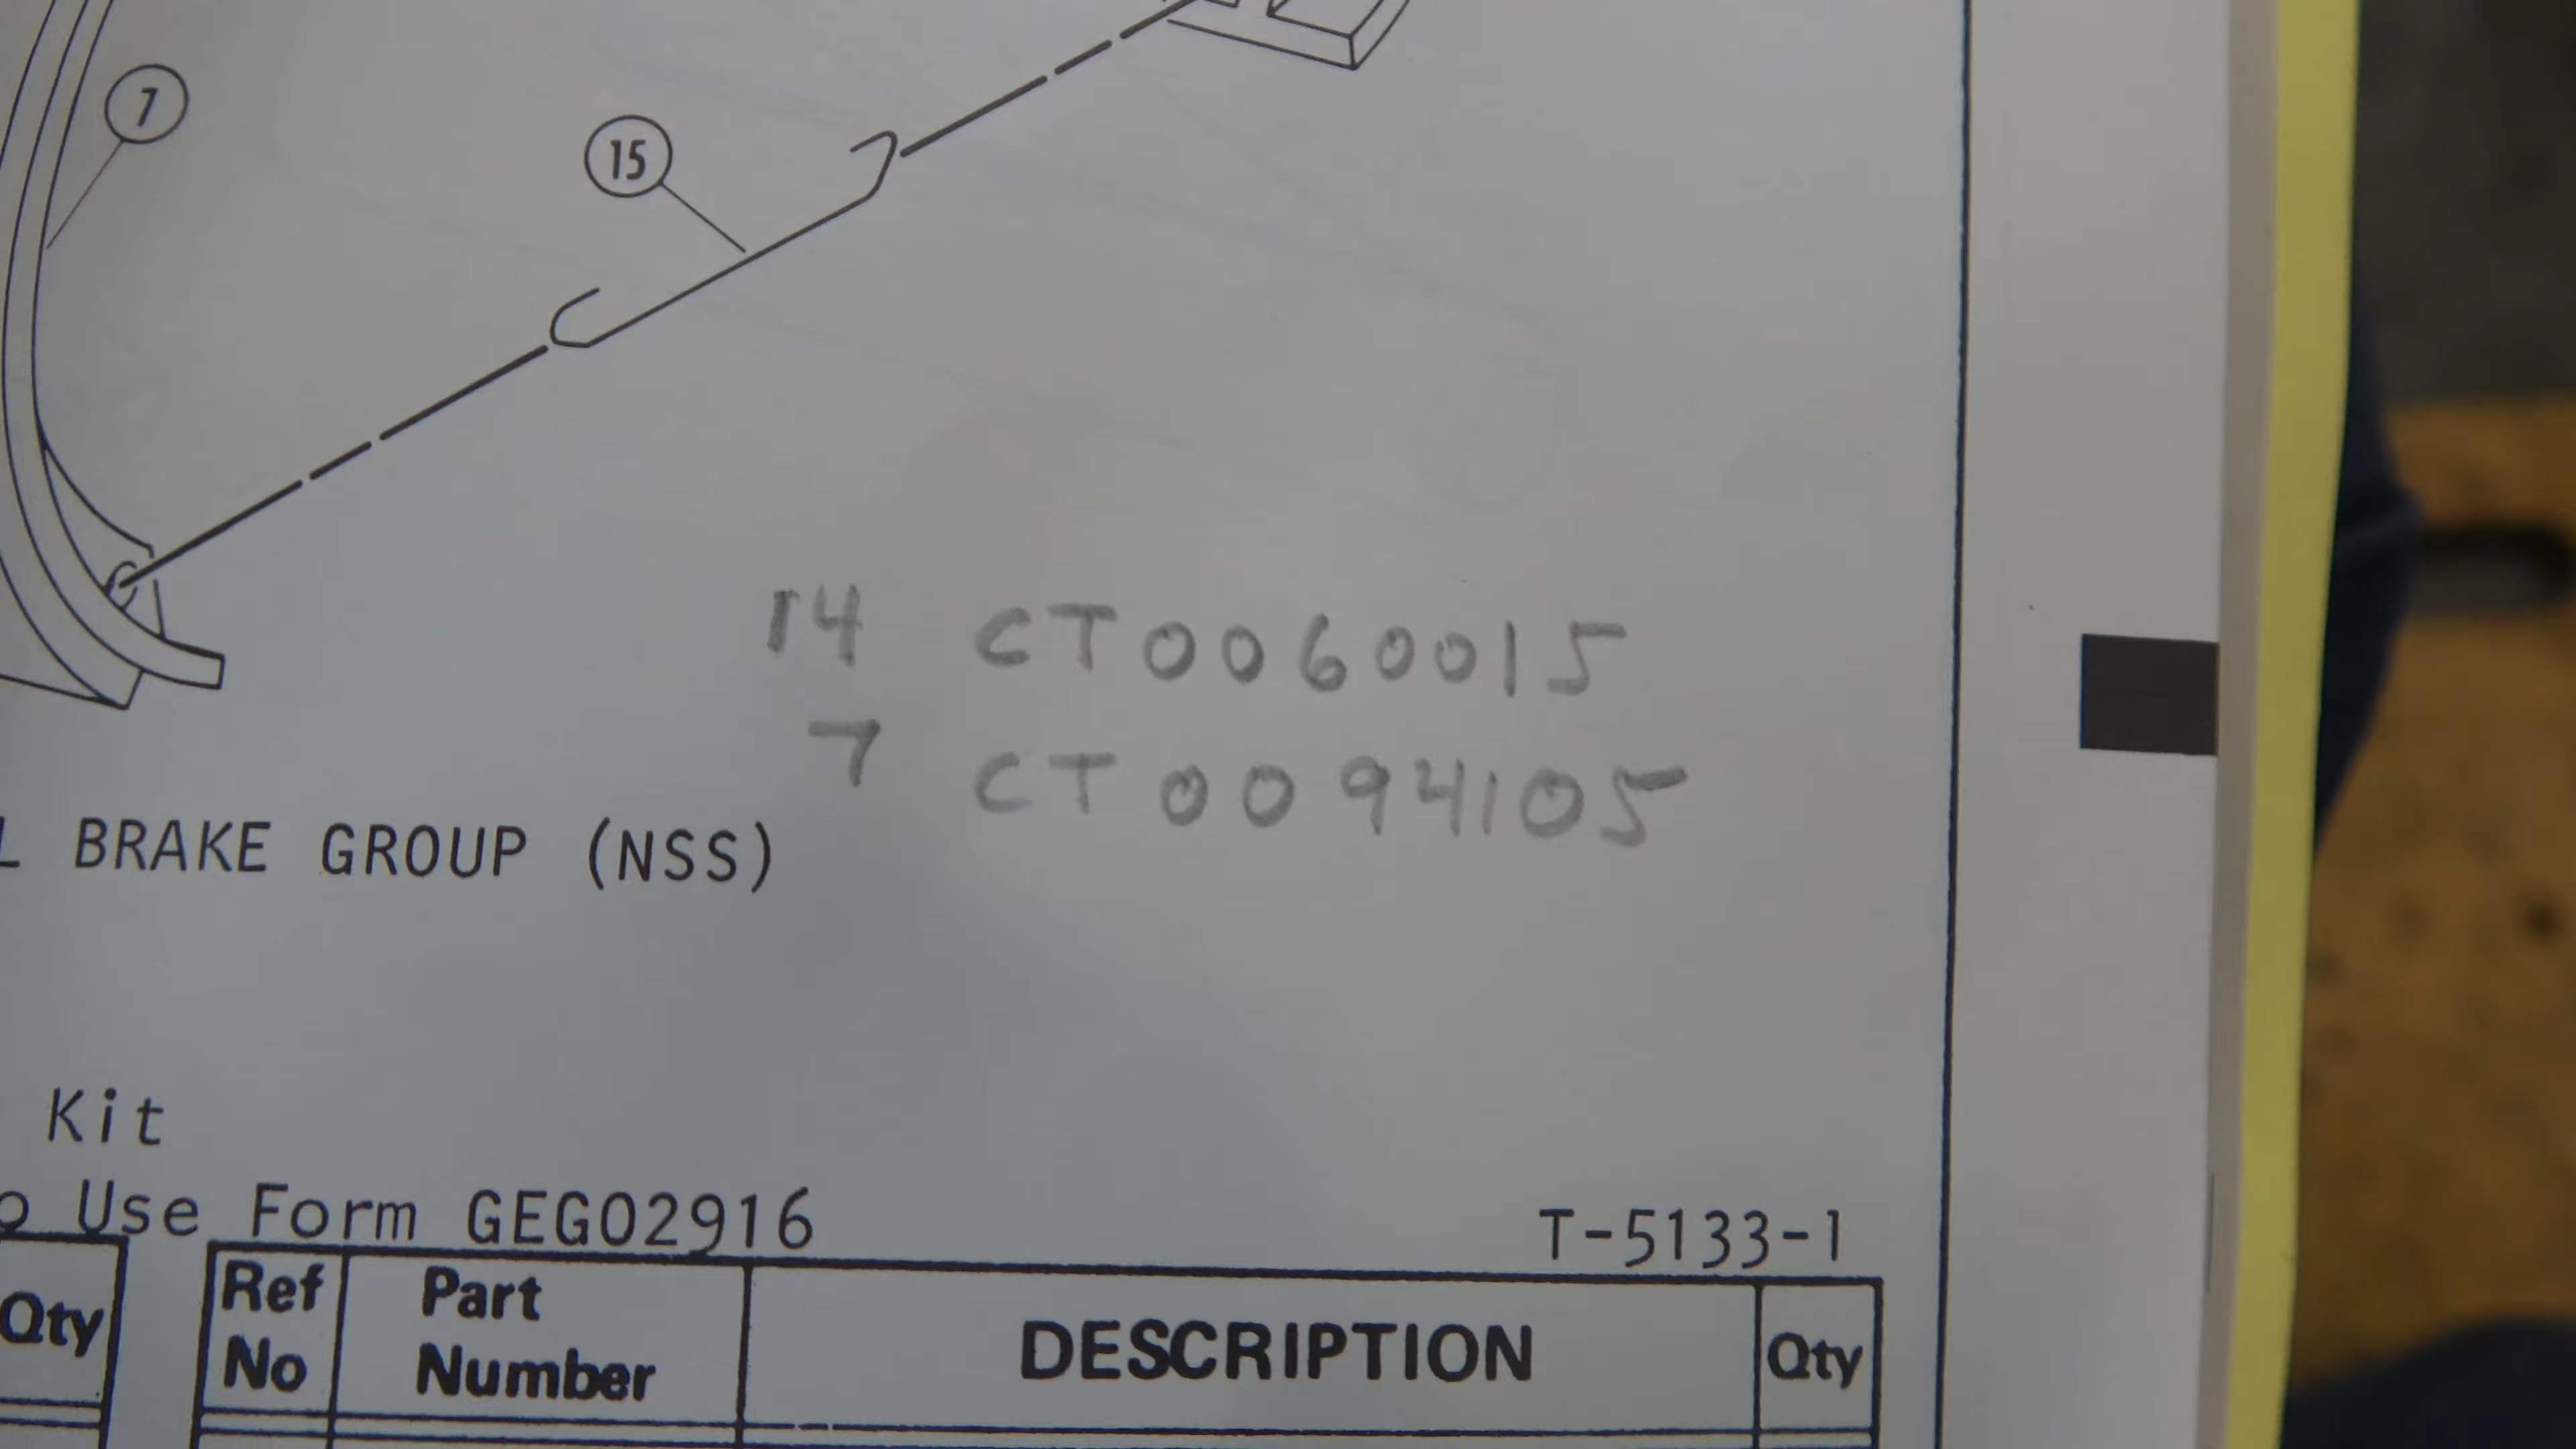 7
15
14 CT0060015
7 CT0094105
L BRAKE GROUP (NSS)
Kit
Use Form GEG02916
T-5133-1
Qty
Ref No
Part Number
DESCRIPTION
Qty